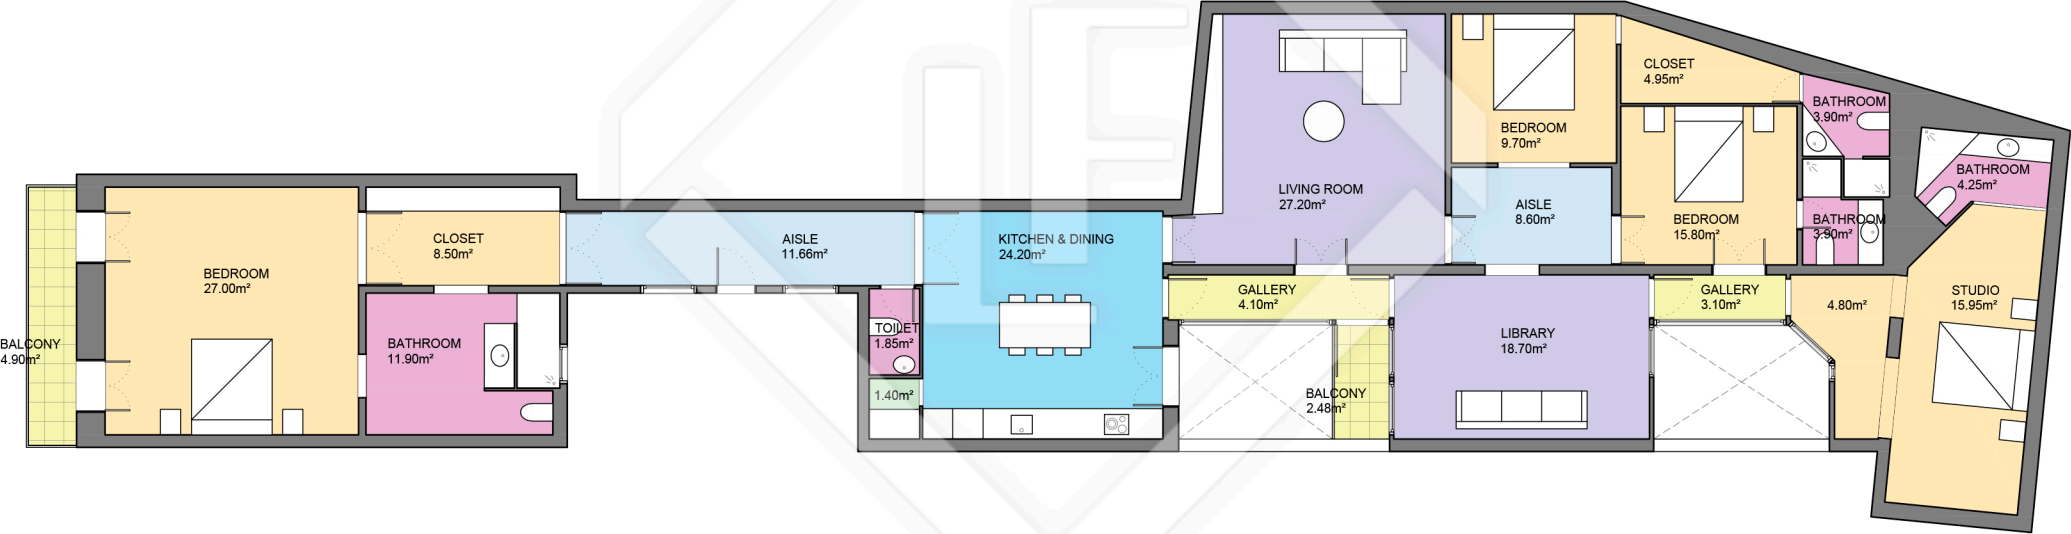 BALCONY
4.90m²
BEDROOM
27.00m²
CLOSET
8.50m²
BATHROOM
11.90m²
AISLE
11.66m²
TOILET
1.85m²
1.40m²
KITCHEN & DINING
24.20m²
LIVING ROOM
27.20m²
GALLERY
4.10m²
BALCONY
2.48m²
BEDROOM
9.70m²
AISLE
8.60m²
LIBRARY
18.70m²
CLOSET
4.95m²
BEDROOM
15.80m²
GALLERY
3.10m²
BATHROOM
3.90m²
BATHROOM
3.90m²
4.80m²
BATHROOM
4.25m²
STUDIO
15.95m²
LF